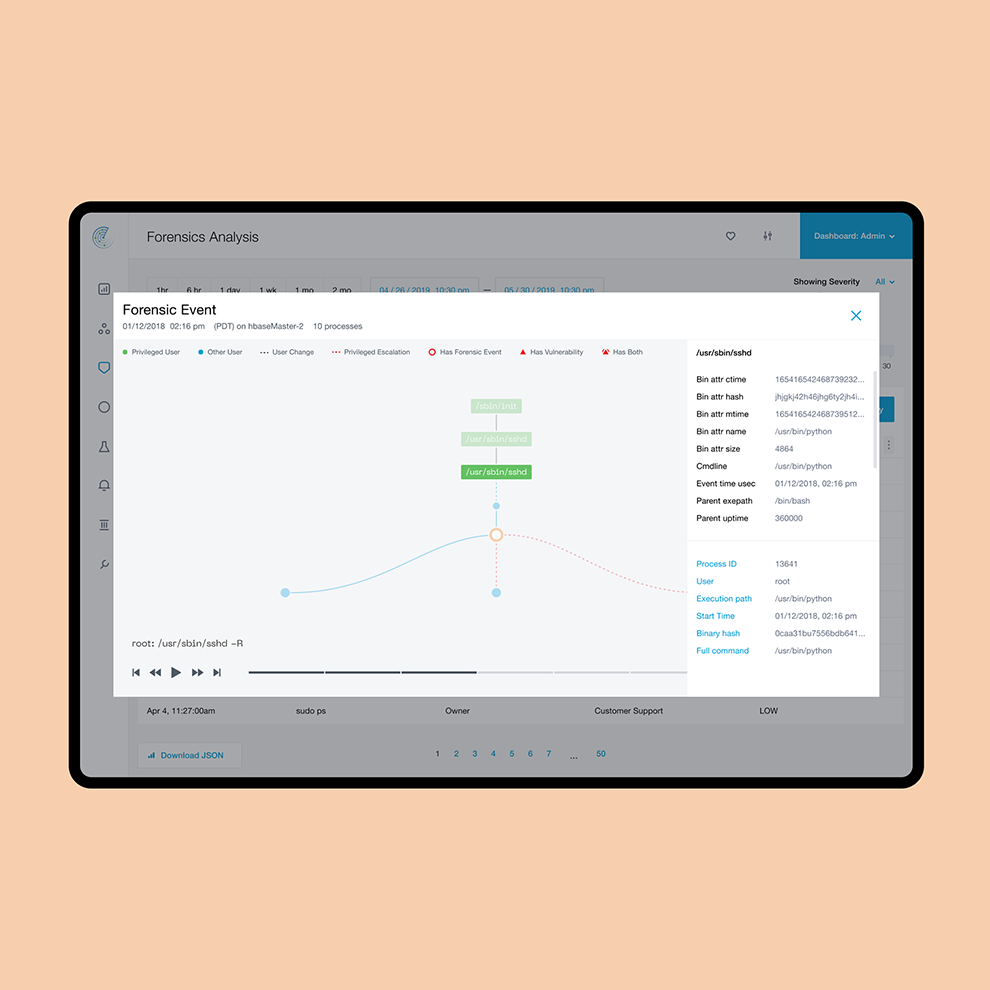 Forensics Analysis
Dashboard: Admin
Showing Severity All
1hr 6 hr 1 day 1 wk 1 mo 2 mo 04 / 26 / 2019 10:30 pm — 05 / 30 / 2019 10:30 pm
Forensic Event
01/12/2018 02:16 pm (PDT) on hbaseMaster-2 10 processes
Privileged User Other User User Change Privileged Escalation Has Forensic Event Has Vulnerability Has Both
/sbin/init
/usr/sbin/sshd
/usr/sbin/sshd
root: /usr/sbin/sshd -R
/usr/sbin/sshd
Bin attr ctime 165416542468739232...
Bin attr hash jhjgkj42h46jhg6ty2jh4i...
Bin attr mtime 165416542468739512...
Bin attr name /usr/bin/python
Bin attr size 4864
Cmdline /usr/bin/python
Event time usec 01/12/2018, 02:16 pm
Parent exepath /bin/bash
Parent uptime 360000
Process ID 13641
User root
Execution path /usr/bin/python
Start Time 01/12/2018, 02:16 pm
Binary hash 0caa31bu7556bdb641...
Full command /usr/bin/python
30
Apr 4, 11:27:00am sudo ps Owner Customer Support LOW
Download JSON
1 2 3 4 5 6 7 ... 50